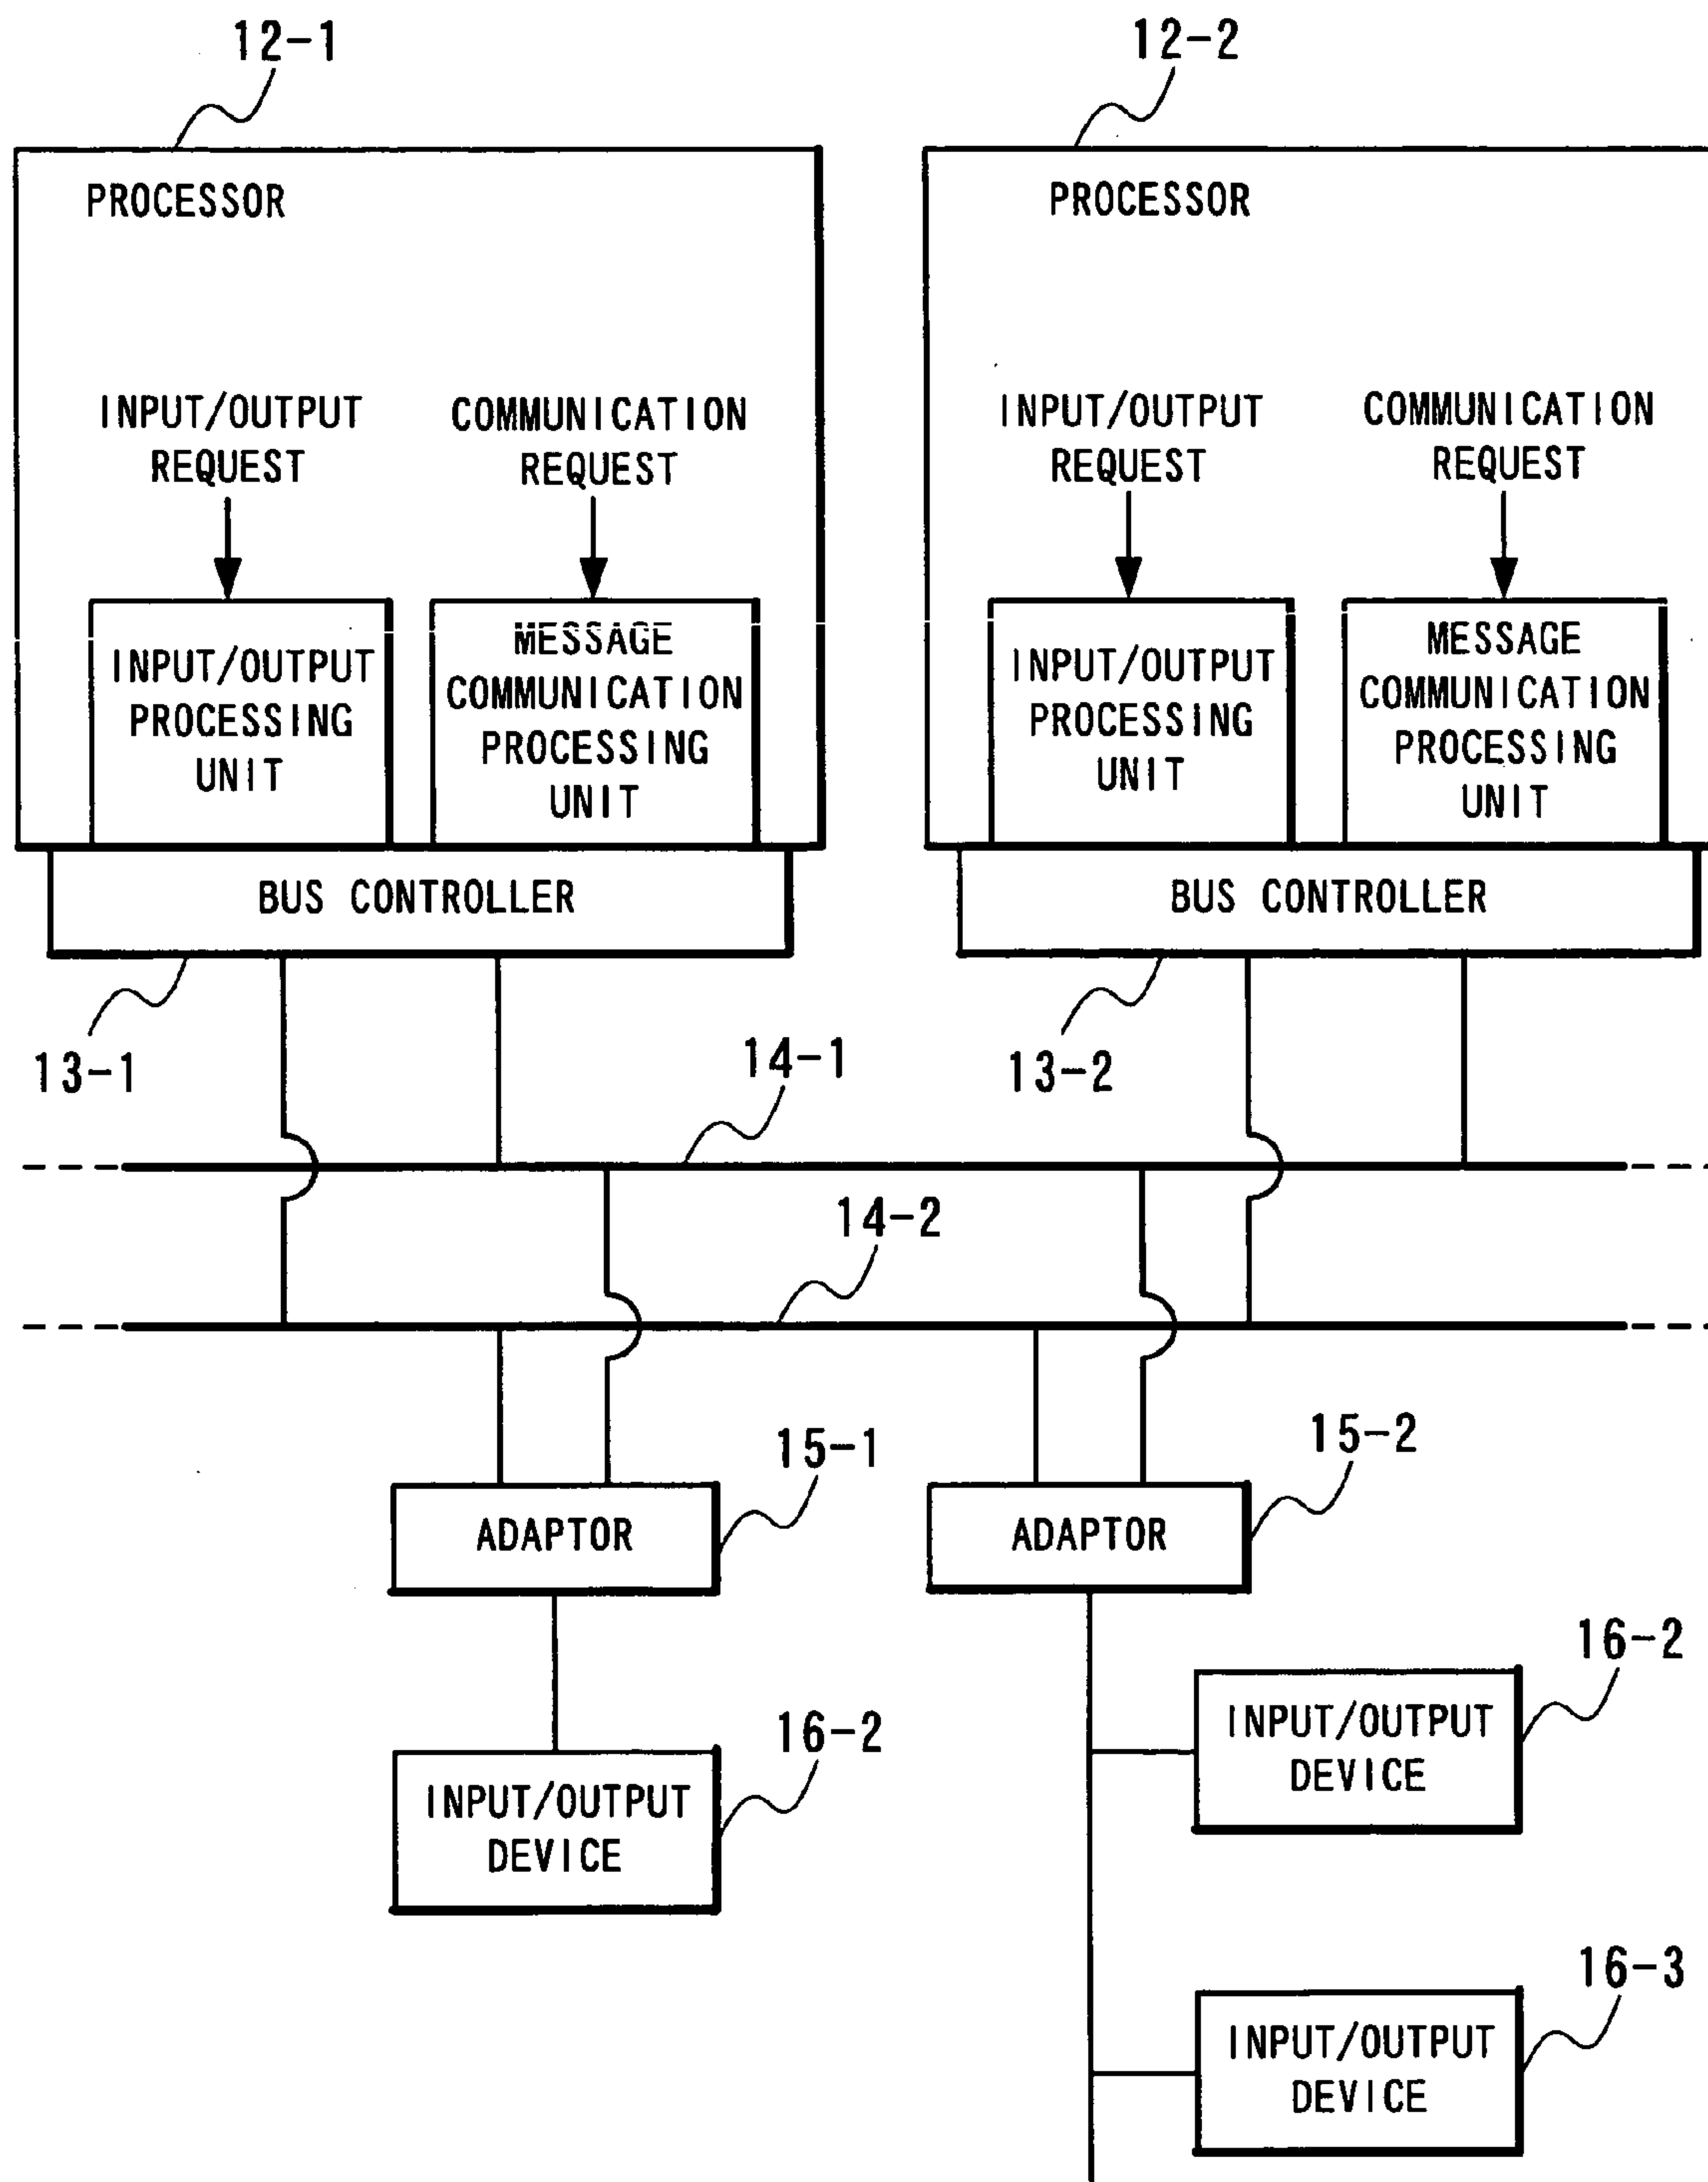 12-1
12-2
PROCESSOR
PROCESSOR
INPUT/OUTPUT
REQUEST
COMMUNICATION
REQUEST
INPUT/OUTPUT
REQUEST
COMMUNICATION
REQUEST
INPUT/OUTPUT
PROCESSING
UNIT
MESSAGE
COMMUNICATION
PROCESSING
UNIT
INPUT/OUTPUT
PROCESSING
UNIT
MESSAGE
COMMUNICATION
PROCESSING
UNIT
BUS CONTROLLER
BUS CONTROLLER
13-1
14-1
13-2
14-2
15-1
15-2
ADAPTOR
ADAPTOR
16-2
INPUT/OUTPUT
DEVICE
16-2
INPUT/OUTPUT
DEVICE
16-3
INPUT/OUTPUT
DEVICE